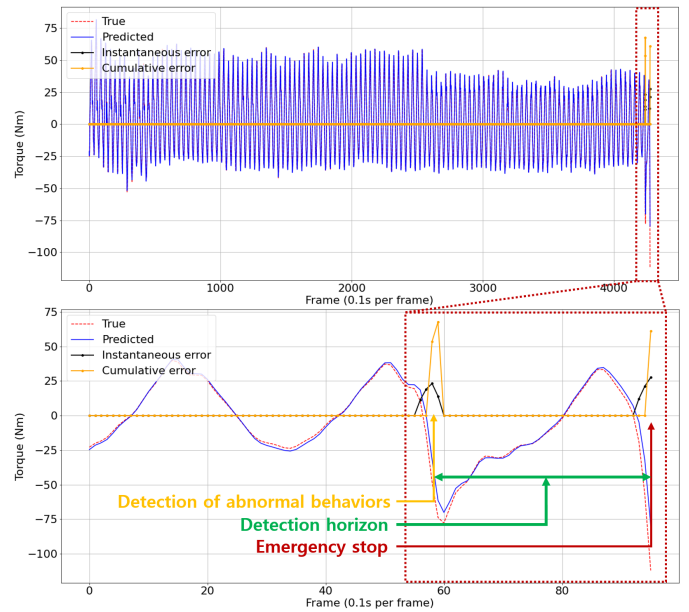 75
50
25
0
−25
−50
−75
−100
Torque (Nm)
True
Predicted
Instantaneous error
Cumulative error
0
1000
2000
3000
4000
Frame (0.1s per frame)
75
50
25
0
−25
−50
−75
−100
Torque (Nm)
True
Predicted
Instantaneous error
Cumulative error
Detection of abnormal behaviors
Detection horizon
Emergency stop
0
20
40
60
80
Frame (0.1s per frame)